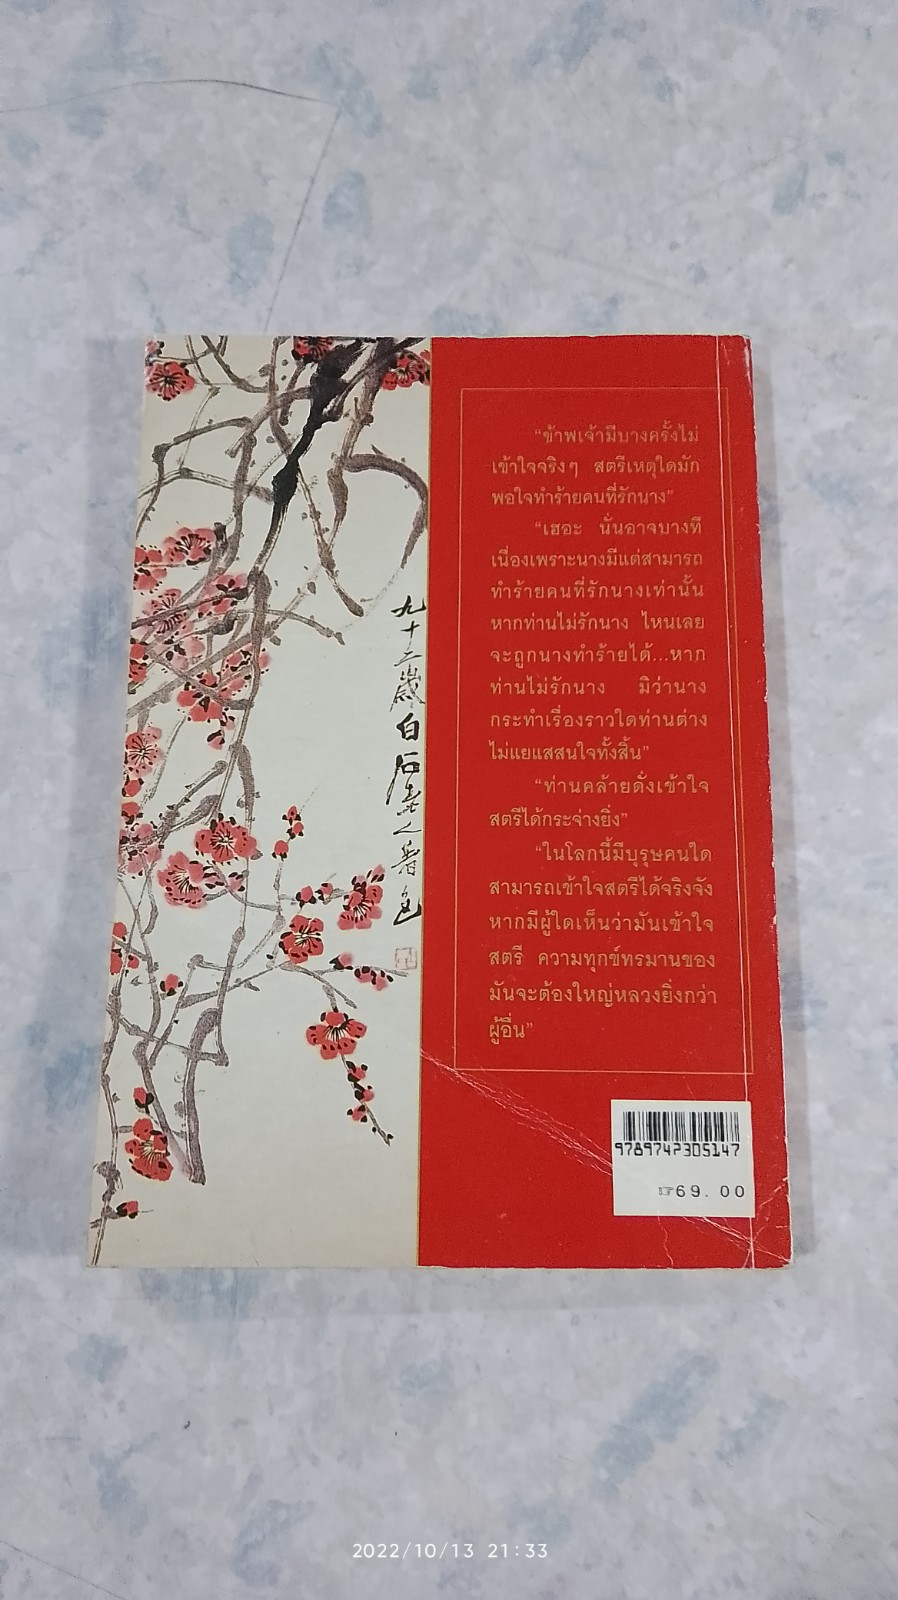 九十三歲白石老人看色
“ข้าพเจ้ามีบางครั้งไม่
เข้าใจจริงๆ สตรีเหตุใดมัก
พอใจทำร้ายคนที่รักนาง”
“เฮอะ นั่นอาจบางที
เนื่องเพราะนางมีแต่สามารถ
ทำร้ายคนที่รักนางเท่านั้น
หากท่านไม่รักนาง ไหนเลย
จะถูกนางทำร้ายได้...หาก
ท่านไม่รักนาง มิว่านาง
กระทำเรื่องราวใดท่านต่าง
ไม่แยแสสนใจทั้งสิ้น”
“ท่านคล้ายดั่งเข้าใจ
สตรีได้กระจ่างยิ่ง”
“ในโลกนี้มีบุรุษคนใด
สามารถเข้าใจสตรีได้จริงจัง
หากมีผู้ใดเห็นว่ามันเข้าใจ
สตรี ความทุกข์ทรมานของ
มันจะต้องใหญ่หลวงยิ่งกว่า
ผู้อื่น”
9789742305147
☞69.00
2022/10/13 21:33